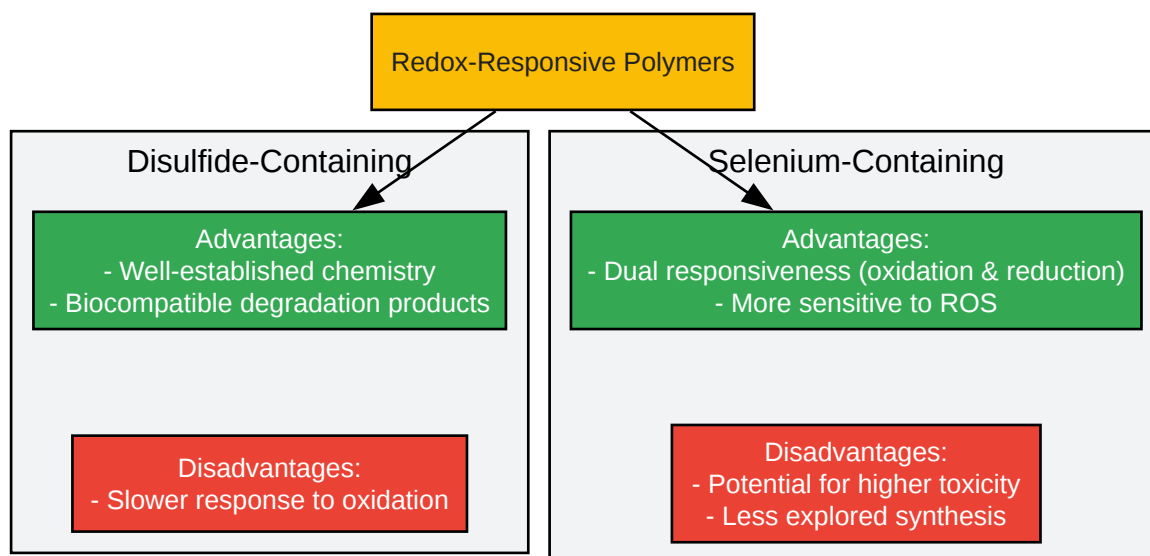 Redox-Responsive Polymers
Disulfide-Containing
Advantages:
- Well-established chemistry
- Biocompatible degradation products
Disadvantages:
- Slower response to oxidation
Selenium-Containing
Advantages:
- Dual responsiveness (oxidation & reduction)
- More sensitive to ROS
Disadvantages:
- Potential for higher toxicity
- Less explored synthesis